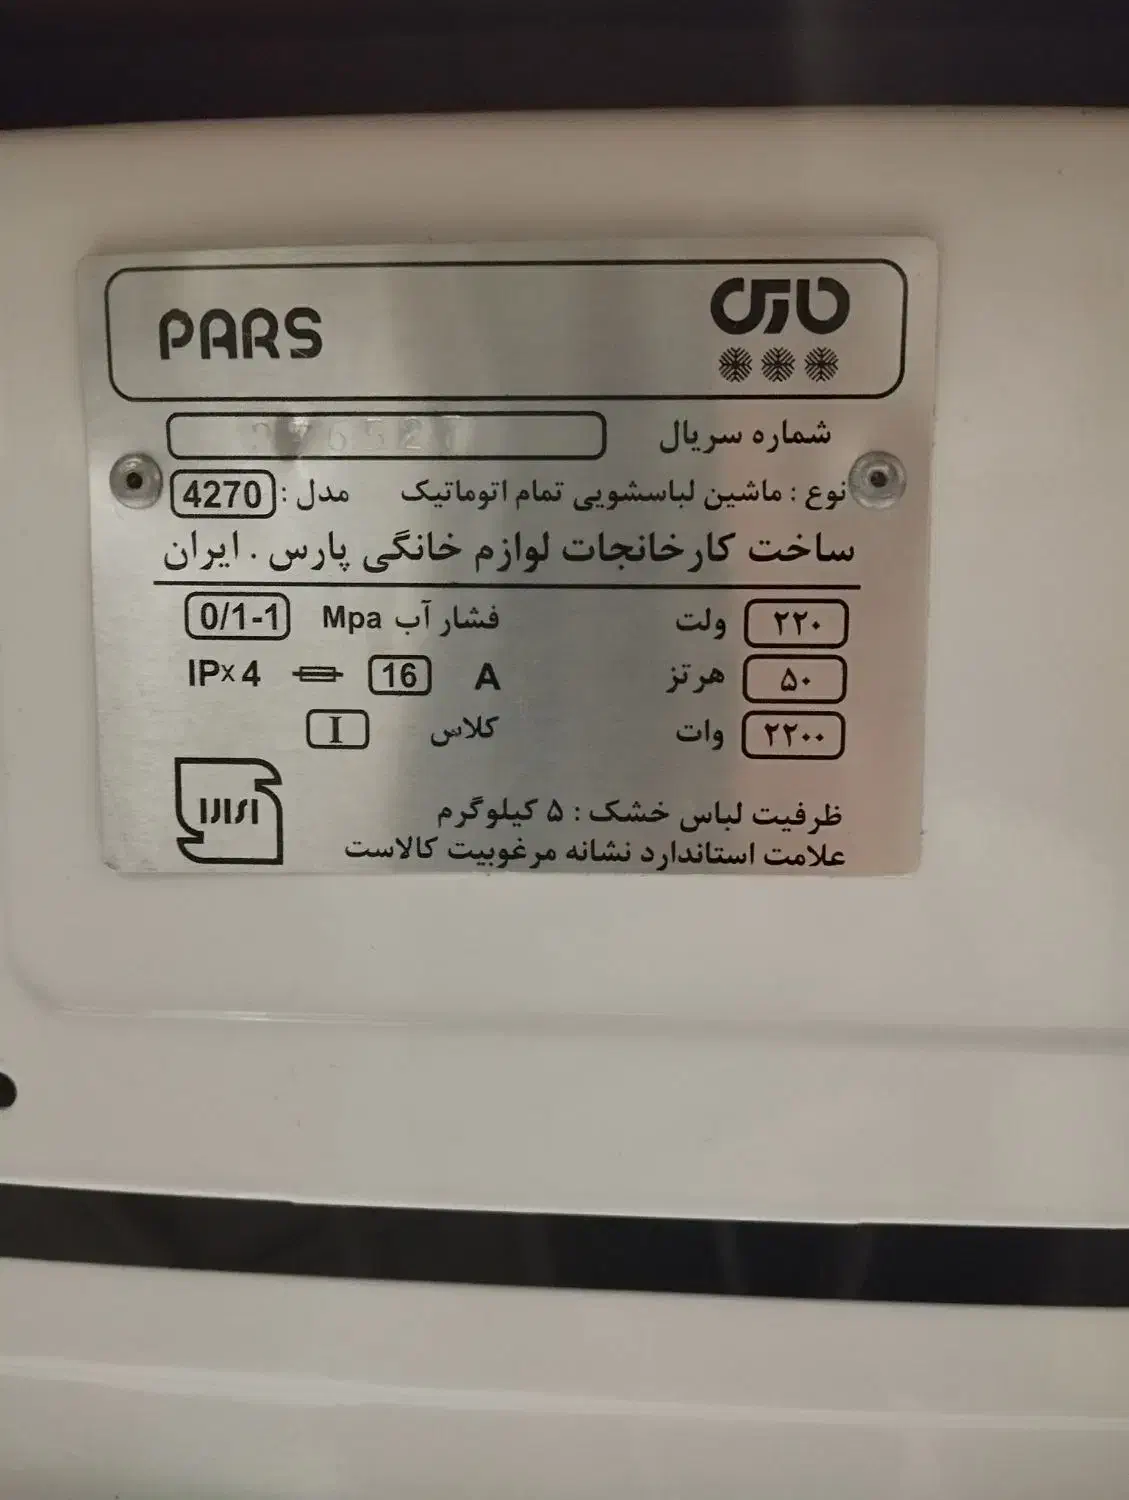 PARS پارس
شماره سریال
نوع : ماشین لباسشویی تمام اتوماتیک مدل : 4270
ساخت کارخانجات لوازم خانگی پارس . ایران
۲۲۰ ولت فشار آب Mpa 0/1-1
۵۰ هرتز A 16 IPx4
۲۲۰۰ وات کلاس I
ظرفیت لباس خشک : ۵ کیلوگرم
علامت استاندارد نشانه مرغوبیت کالاست